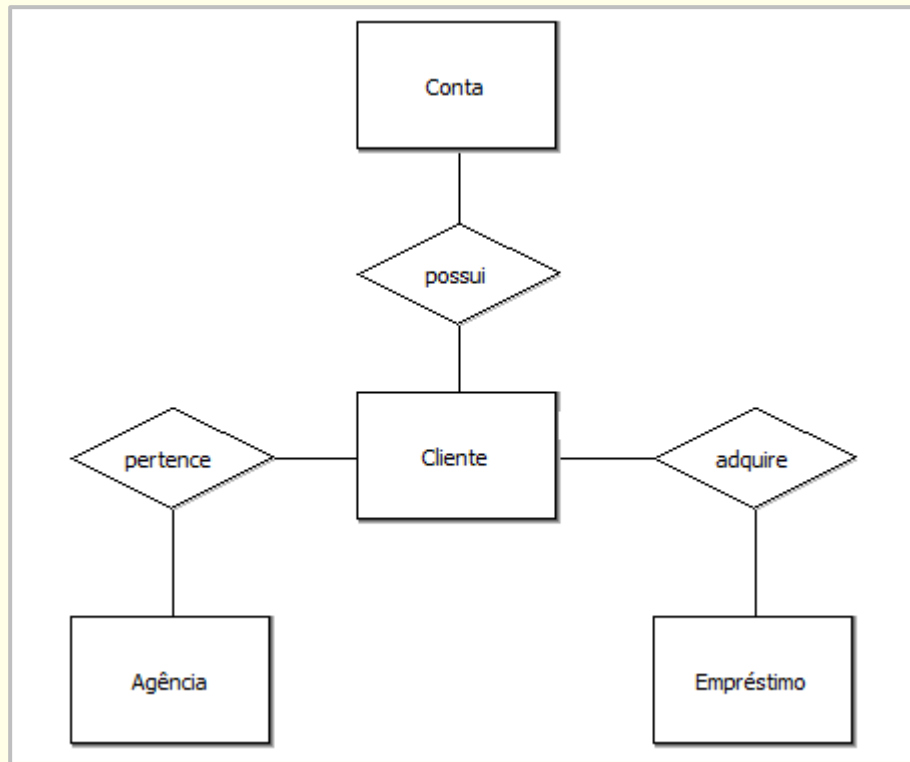 Conta
possui
pertence
Cliente
adquire
Agência
Empréstimo